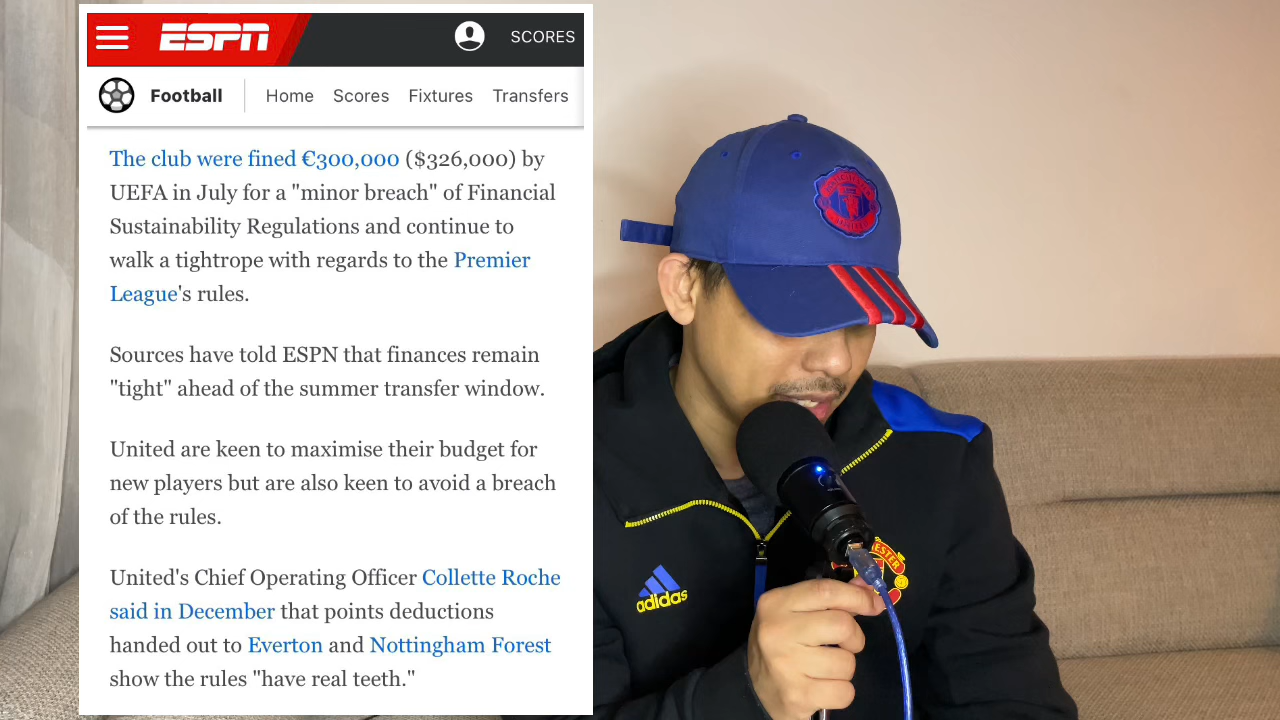 ESPN
SCORES
Football
Home
Scores
Fixtures
Transfers
The club were fined €300,000 ($326,000) by
UEFA in July for a "minor breach" of Financial
Sustainability Regulations and continue to
walk a tightrope with regards to the Premier
League's rules.
Sources have told ESPN that finances remain
"tight" ahead of the summer transfer window.
United are keen to maximise their budget for
new players but are also keen to avoid a breach
of the rules.
United's Chief Operating Officer Collette Roche
said in December that points deductions
handed out to Everton and Nottingham Forest
show the rules "have real teeth."
adidas